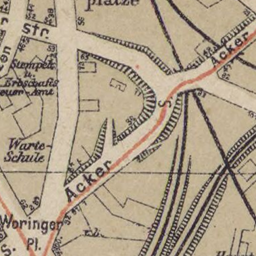 platze
Str.
Acker
Stempel-
u.
Erbschafts
steuer-Amt
S.
Warte-
Schule
Acker
Woringer
Pl.
S.